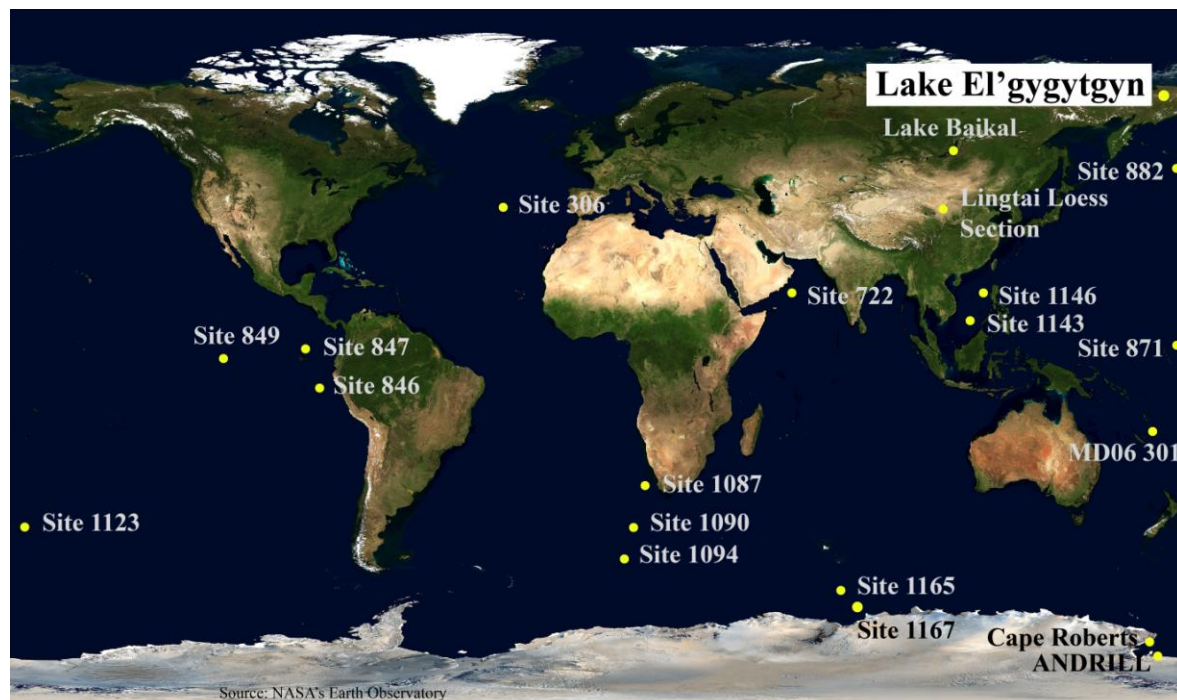 Lake El’gygytgyn
Lake Baikal
Site 882
Site 306
Lingtai Loess
Section
Site 722
Site 1146
Site 1143
Site 849
Site 847
Site 871
Site 846
MD06 301
Site 1087
Site 1123
Site 1090
Site 1094
Site 1165
Site 1167
Cape Roberts
ANDRILL
Source: NASA’s Earth Observatory